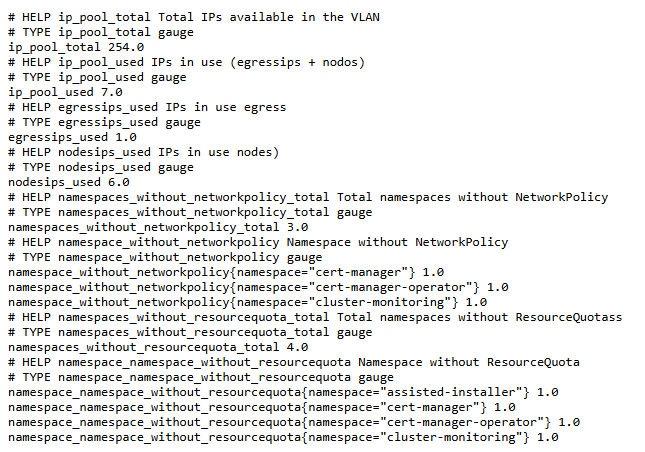 # HELP ip_pool_total Total IPs available in the VLAN
# TYPE ip_pool_total gauge
ip_pool_total 254.0
# HELP ip_pool_used IPs in use (egressips + nodos)
# TYPE ip_pool_used gauge
ip_pool_used 7.0
# HELP egressips_used IPs in use egress
# TYPE egressips_used gauge
egressips_used 1.0
# HELP nodesips_used IPs in use nodes)
# TYPE nodesips_used gauge
nodesips_used 6.0
# HELP namespaces_without_networkpolicy_total Total namespaces without NetworkPolicy
# TYPE namespaces_without_networkpolicy_total gauge
namespaces_without_networkpolicy_total 3.0
# HELP namespace_without_networkpolicy Namespace without NetworkPolicy
# TYPE namespace_without_networkpolicy gauge
namespace_without_networkpolicy{namespace="cert-manager"} 1.0
namespace_without_networkpolicy{namespace="cert-manager-operator"} 1.0
namespace_without_networkpolicy{namespace="cluster-monitoring"} 1.0
# HELP namespaces_without_resourcequota_total Total namespaces without ResourceQuotass
# TYPE namespaces_without_resourcequota_total gauge
namespaces_without_resourcequota_total 4.0
# HELP namespace_namespace_without_resourcequota Namespace without ResourceQuota
# TYPE namespace_namespace_without_resourcequota gauge
namespace_namespace_without_resourcequota{namespace="assisted-installer"} 1.0
namespace_namespace_without_resourcequota{namespace="cert-manager"} 1.0
namespace_namespace_without_resourcequota{namespace="cert-manager-operator"} 1.0
namespace_namespace_without_resourcequota{namespace="cluster-monitoring"} 1.0